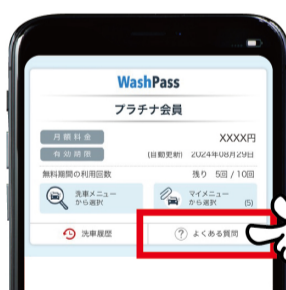 WashPass
プラチナ会員
月額料金 XXXX円
有効期限 (自動更新) 2024年08月29日
無料期間の利用回数 残り 5回 / 10回
洗車メニュー
から選択
マイメニュー
から選択 (5)
洗車履歴
? よくある質問